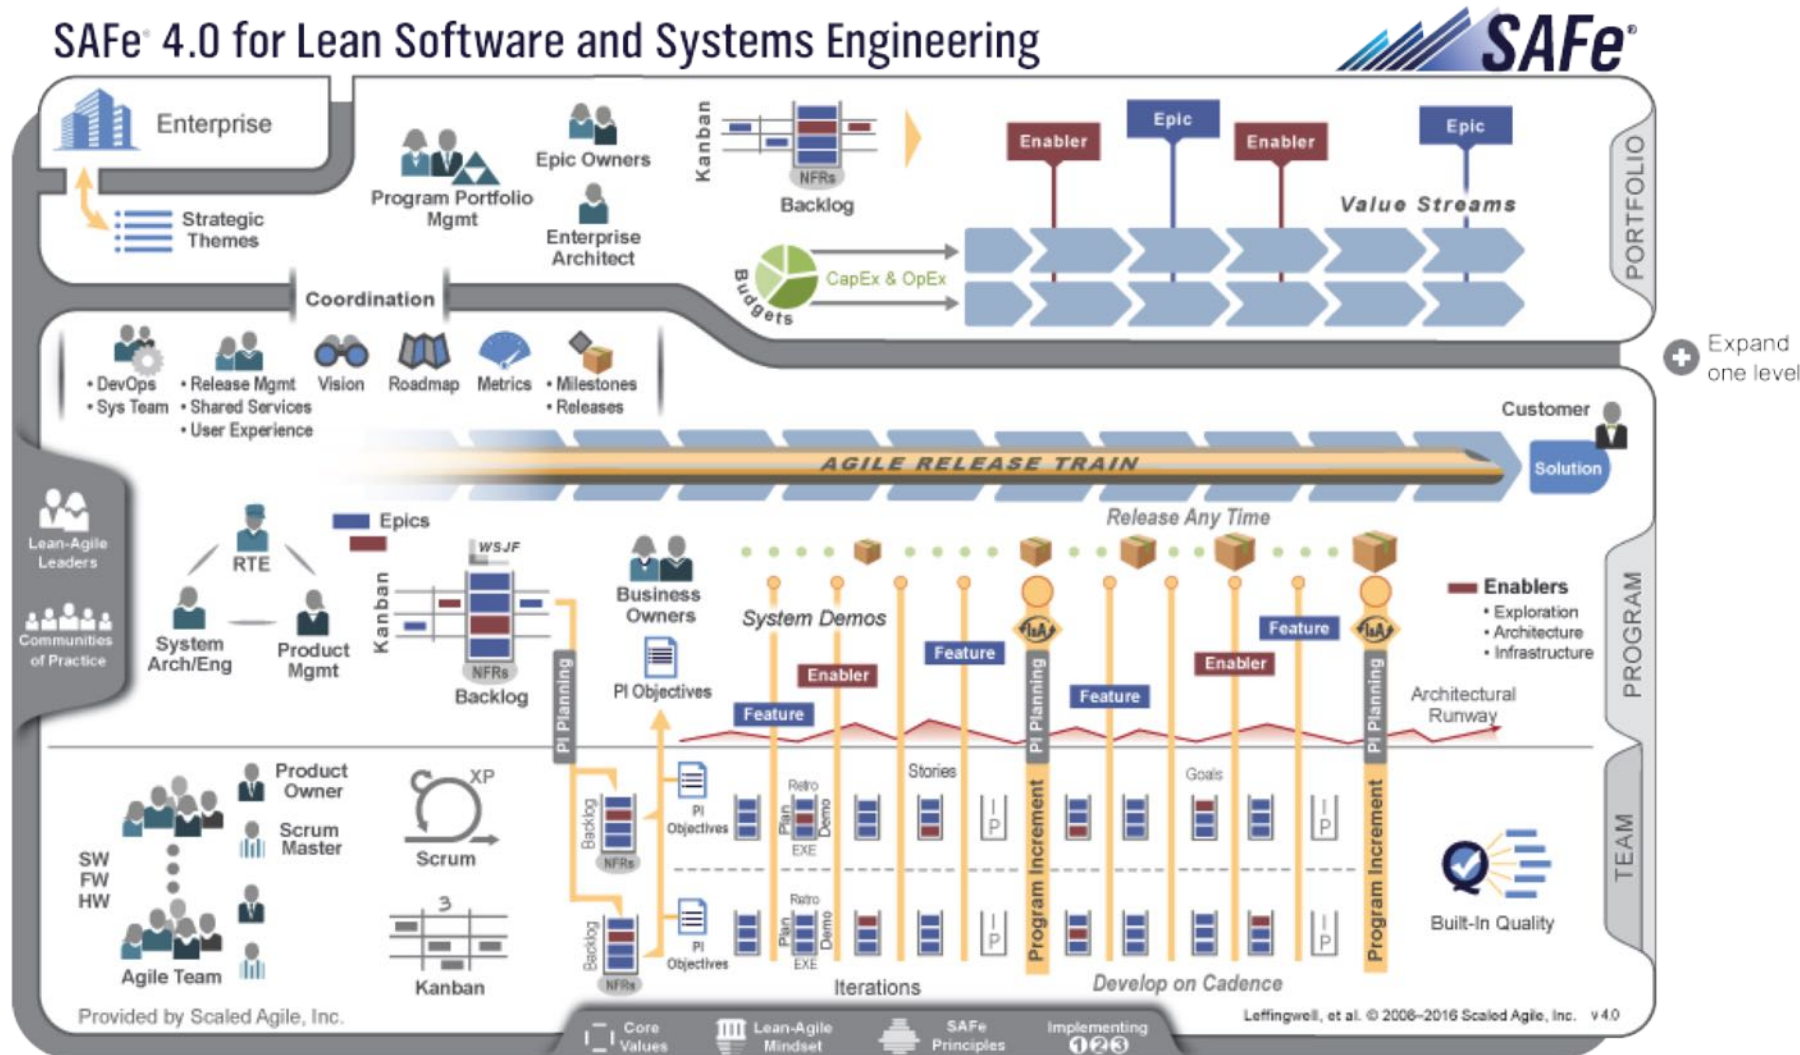 SAFe® 4.0 for Lean Software and Systems Engineering
SAFe®
Enterprise
Strategic
Themes
Program Portfolio
Mgmt
Epic Owners
Enterprise
Architect
Kanban
NFRs
Backlog
Enabler
Epic
Enabler
Epic
Value Streams
Budgets
CapEx & OpEx
PORTFOLIO
Coordination
• DevOps
• Sys Team
• Release Mgmt
• Shared Services
• User Experience
Vision
Roadmap
Metrics
• Milestones
• Releases
Expand
one level
Customer
Solution
AGILE RELEASE TRAIN
Release Any Time
Lean-Agile
Leaders
Communities
of Practice
RTE
System
Arch/Eng
Product
Mgmt
Epics
Kanban
WSJF
NFRs
Backlog
PI Planning
Business
Owners
PI Objectives
System Demos
Feature
Enabler
Feature
I&A
PI Planning
Feature
Enabler
Feature
I&A
PI Planning
Enablers
• Exploration
• Architecture
• Infrastructure
Architectural
Runway
PROGRAM
SW
FW
HW
Agile Team
Product
Owner
Scrum
Master
XP
Scrum
3
Kanban
Backlog
NFRs
Backlog
NFRs
PI
Objectives
PI
Objectives
Plan
Retro
Demo
EXE
Stories
I
P
Program Increment
Goals
I
P
Program Increment
Plan
Retro
Demo
EXE
I
P
I
P
Iterations
Develop on Cadence
Built-In Quality
TEAM
Provided by Scaled Agile, Inc.
Leffingwell, et al. © 2008–2016 Scaled Agile, Inc. v 4.0
Core
Values
Lean-Agile
Mindset
SAFe
Principles
Implementing
1 2 3